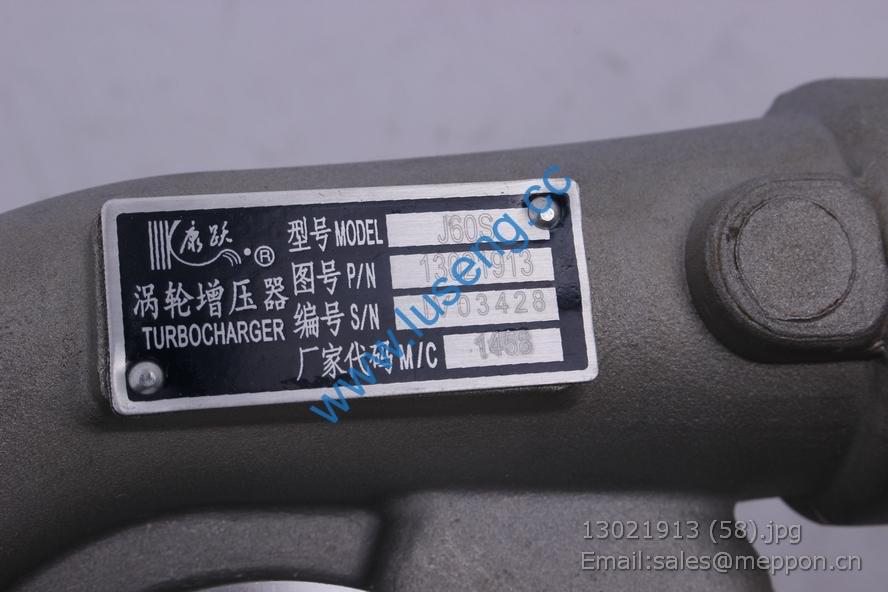 康跃®
涡轮增压器
TURBOCHARGER
型号 MODEL J60S
图号 P/N 13021913
编号 S/N 03428
厂家代码 M/C 1458
www.luseng.cc
13021913 (58).jpg
Email:sales@meppon.cn